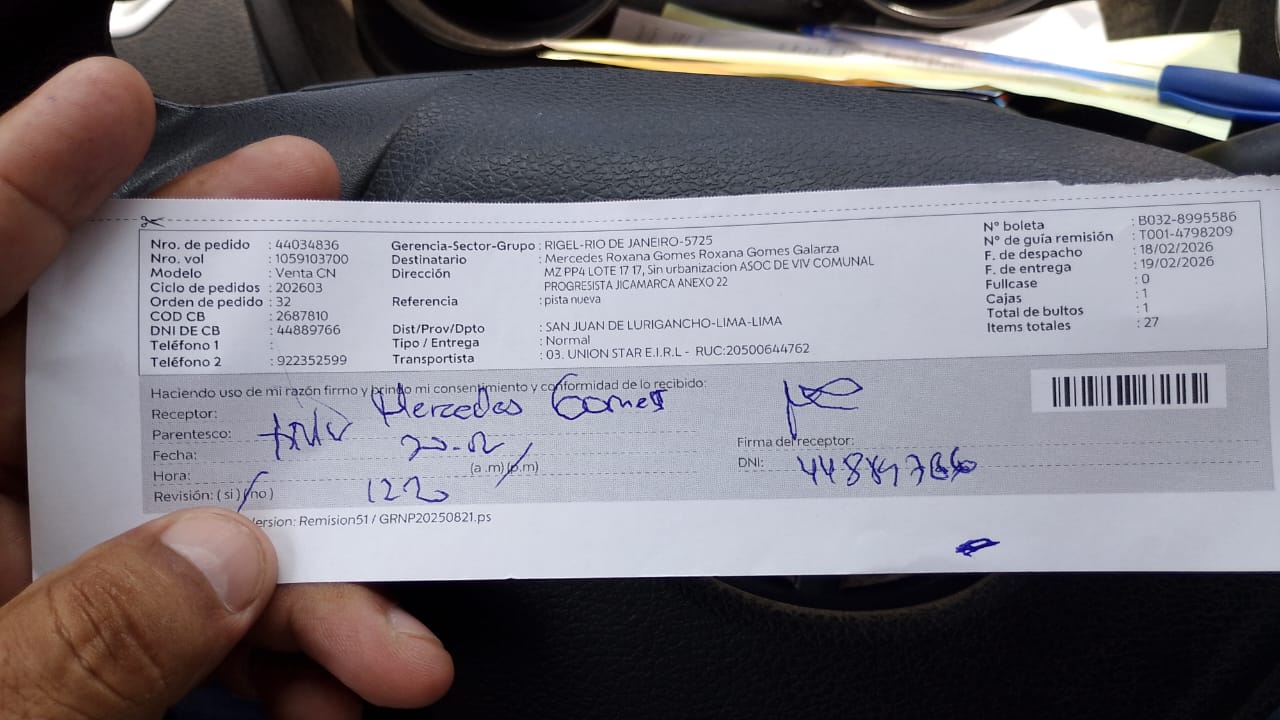 Nro. de pedido : 44034836
Nro. vol : 1059103700
Modelo : Venta CN
Ciclo de pedidos : 202603
Orden de pedido : 32
COD CB : 2687810
DNI DE CB : 44889766
Teléfono 1 :
Teléfono 2 : 922352599
Gerencia-Sector-Grupo : RIGEL-RIO DE JANEIRO-5725
Destinatario : Mercedes Roxana Gomes Roxana Gomes Galarza
Dirección MZ PP4 LOTE 17 17, Sin urbanizacion ASOC DE VIV COMUNAL
PROGRESISTA JICAMARCA ANEXO 22
Referencia : pista nueva
Dist/Prov/Dpto : SAN JUAN DE LURIGANCHO-LIMA-LIMA
Tipo / Entrega : Normal
Transportista : 03. UNION STAR E.I.R.L - RUC:20500644762
N° boleta : B032-8995586
N° de guía remisión : T001-4798209
F. de despacho : 18/02/2026
F. de entrega : 19/02/2026
Fullcase : 0
Cajas : 1
Total de bultos : 1
Items totales : 27
Haciendo uso de mi razón firmo y brindo mi consentimiento y conformidad de lo recibido:
Receptor: Mercedes Gomes
Parentesco:
Fecha: 20-02
Hora: 1220 (a.m)(p.m)
Revisión: ( si ) (no )
Firma del receptor:
DNI:
ersion: Remision51 / GRNP20250821.ps